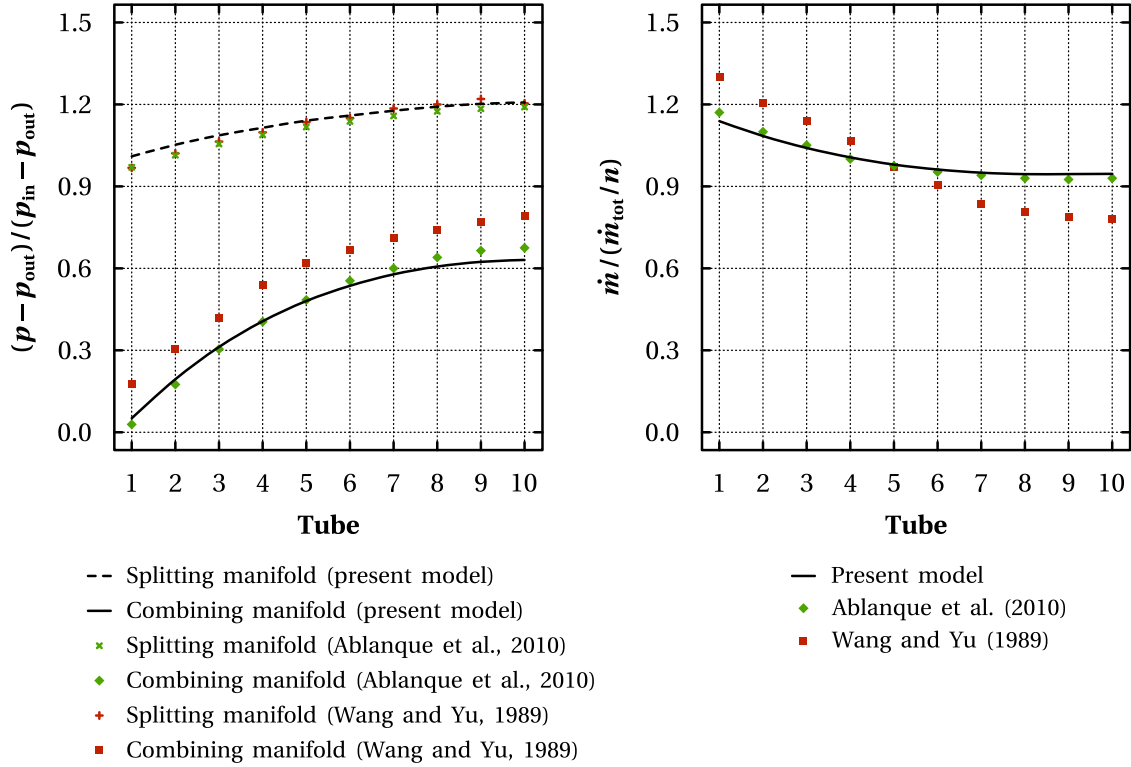 1.5
1.2
0.9
0.6
0.3
0.0
(p−p_out)/(p_in−p_out)
1 2 3 4 5 6 7 8 9 10
Tube
Splitting manifold (present model)
Combining manifold (present model)
Splitting manifold (Ablanque et al., 2010)
Combining manifold (Ablanque et al., 2010)
Splitting manifold (Wang and Yu, 1989)
Combining manifold (Wang and Yu, 1989)
1.5
1.2
0.9
0.6
0.3
0.0
ṁ/(ṁ_tot/n)
1 2 3 4 5 6 7 8 9 10
Tube
Present model
Ablanque et al. (2010)
Wang and Yu (1989)